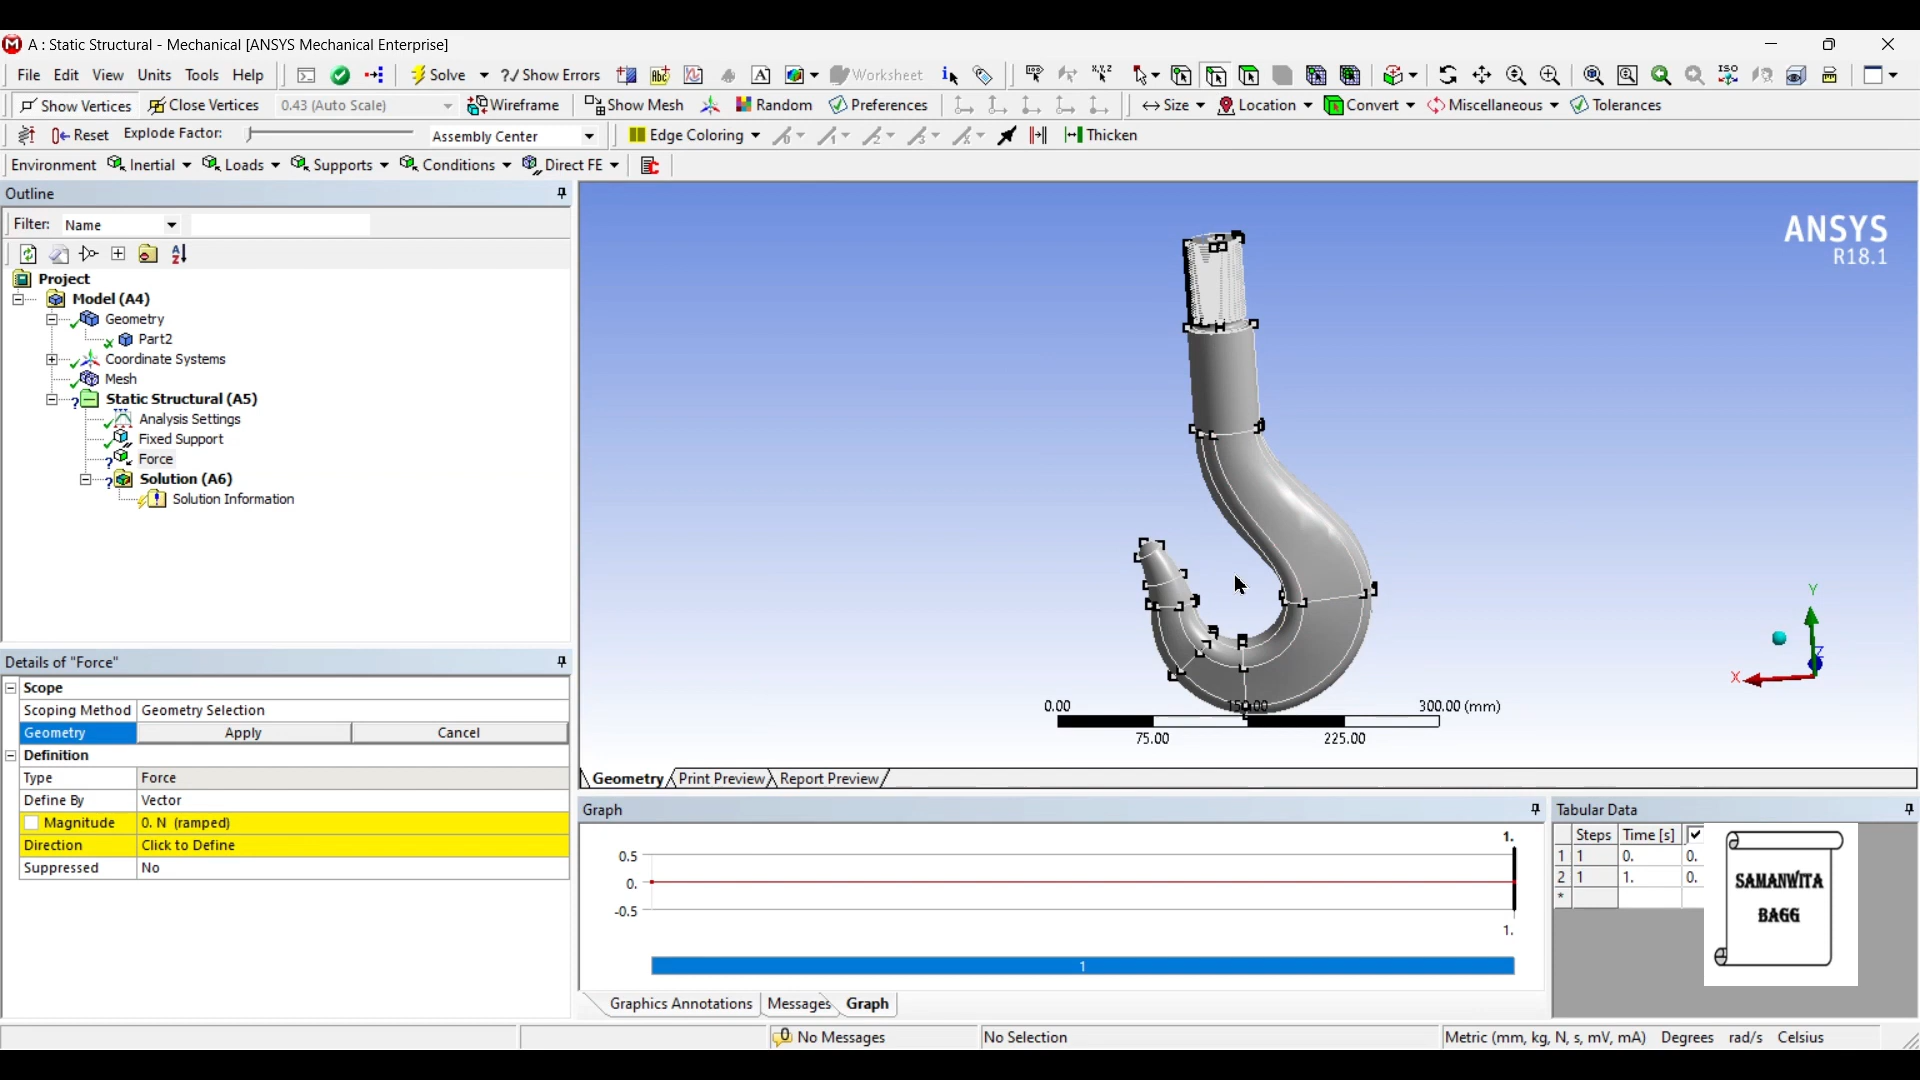 A : Static Structural - Mechanical [ANSYS Mechanical Enterprise]
File Edit View Units Tools Help Solve ?/ Show Errors Worksheet
Show Vertices Close Vertices 0.43 (Auto Scale) Wireframe Show Mesh Random Preferences Size Location Convert Miscellaneous Tolerances
Reset Explode Factor: Assembly Center Edge Coloring Thicken
Environment Inertial Loads Supports Conditions Direct FE
Outline
Filter: Name
Project
Model (A4)
Geometry
Part2
Coordinate Systems
Mesh
Static Structural (A5)
Analysis Settings
Fixed Support
Force
Solution (A6)
Solution Information
Details of "Force"
Scope
Scoping Method Geometry Selection
Geometry Apply Cancel
Definition
Type Force
Define By Vector
Magnitude 0. N (ramped)
Direction Click to Define
Suppressed No
ANSYS
R18.1
Y
Z
X
0.00 150.00 300.00 (mm)
75.00 225.00
Geometry Print Preview Report Preview
Graph
1.
0.5
0.
-0.5
1.
1
Graphics Annotations Messages Graph
Tabular Data
Steps Time [s]
1 1 0. 0.
2 1 1. 0.
*
SAMANWITA
BAGG
0 No Messages No Selection Metric (mm, kg, N, s, mV, mA) Degrees rad/s Celsius